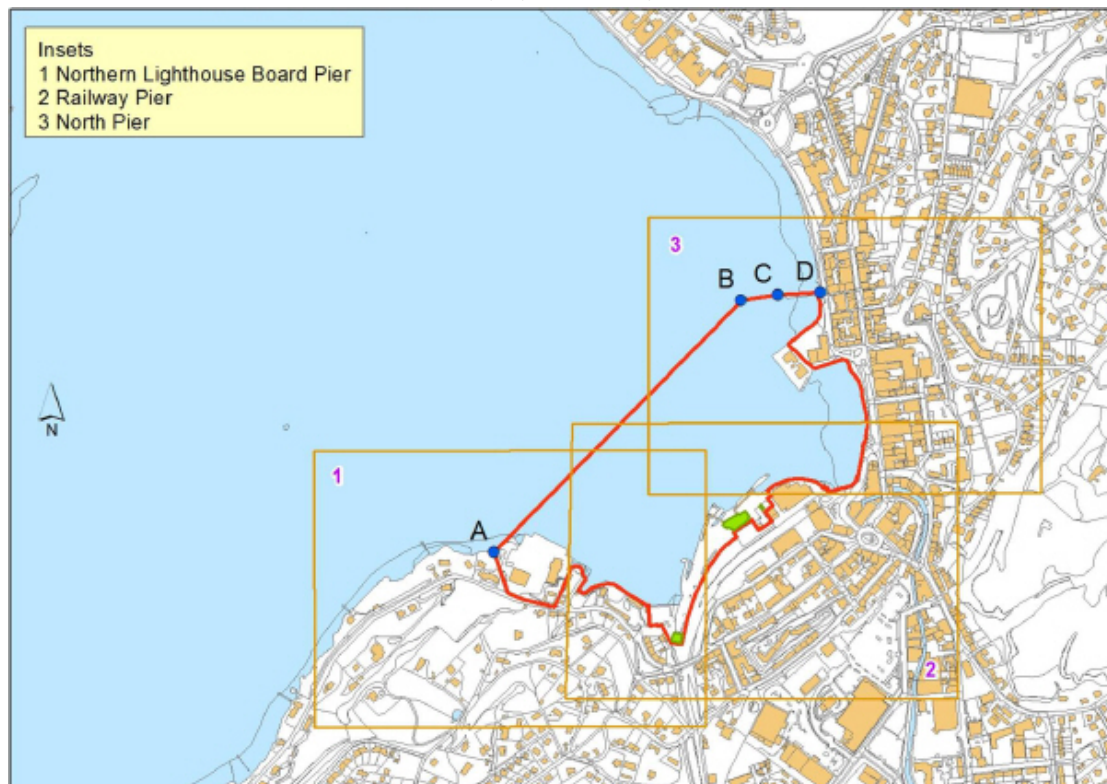 Insets
1 Northern Lighthouse Board Pier
2 Railway Pier
3 North Pier
3
B C D
N
1
A
2